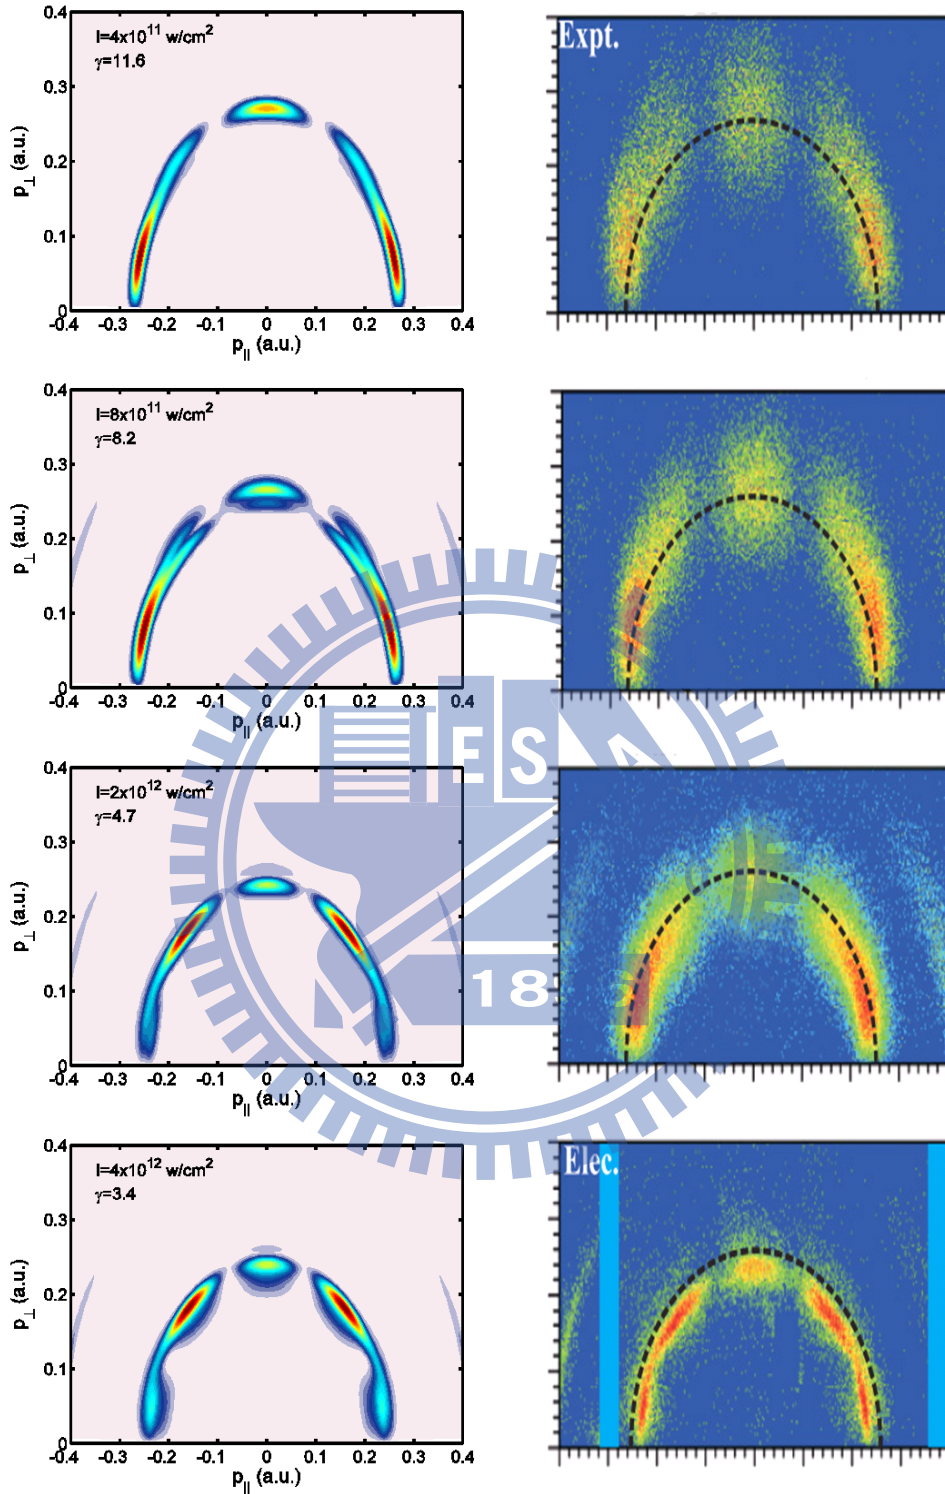 I=4x10¹¹ w/cm²
γ=11.6
Expt.
0.4
0.3
0.2
0.1
0
p⊥ (a.u.)
-0.4 -0.3 -0.2 -0.1 0 0.1 0.2 0.3 0.4
p|| (a.u.)
I=8x10¹¹ w/cm²
γ=8.2
0.4
0.3
0.2
0.1
0
p⊥ (a.u.)
-0.4 -0.3 -0.2 -0.1 0 0.1 0.2 0.3 0.4
p|| (a.u.)
ESA
I=2x10¹² w/cm²
γ=4.7
0.4
0.3
0.2
0.1
0
p⊥ (a.u.)
18
-0.4 -0.3 -0.2 -0.1 0 0.1 0.2 0.3 0.4
p|| (a.u.)
I=4x10¹² w/cm²
γ=3.4
Elec.
0.4
0.3
0.2
0.1
0
p⊥ (a.u.)
-0.4 -0.3 -0.2 -0.1 0 0.1 0.2 0.3 0.4
p|| (a.u.)